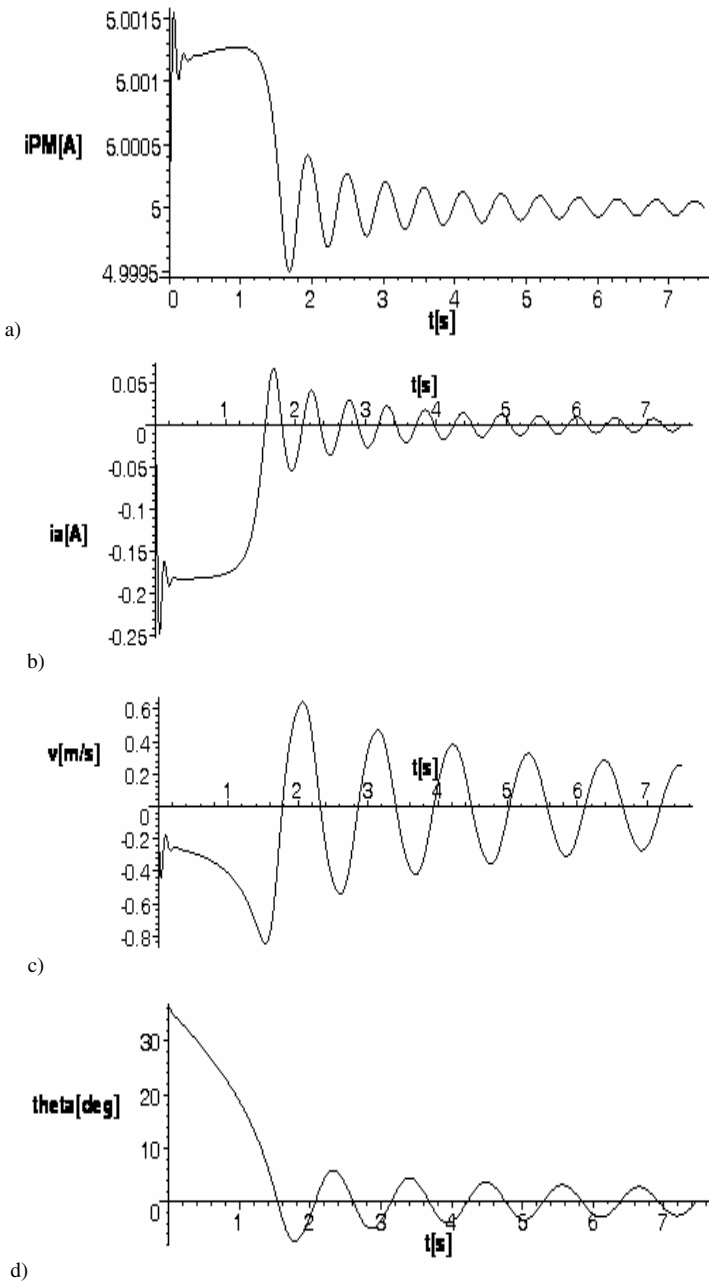 5.0015
5.001
iPM[A]
5.0005
5
4.9995
0 1 2 3 4 5 6 7
t[s]
a)
0.05
t[s]
1 2 3 4 5 6 7
0
-0.05
-0.1
ia[A]
-0.15
-0.2
-0.25
b)
0.6
v[m/s]
0.4
t[s]
0.2
1 2 3 4 5 6 7
0
-0.2
-0.4
-0.6
-0.8
c)
30
theta[deg]
20
10
0
1 2 3 4 5 6 7
t[s]
d)